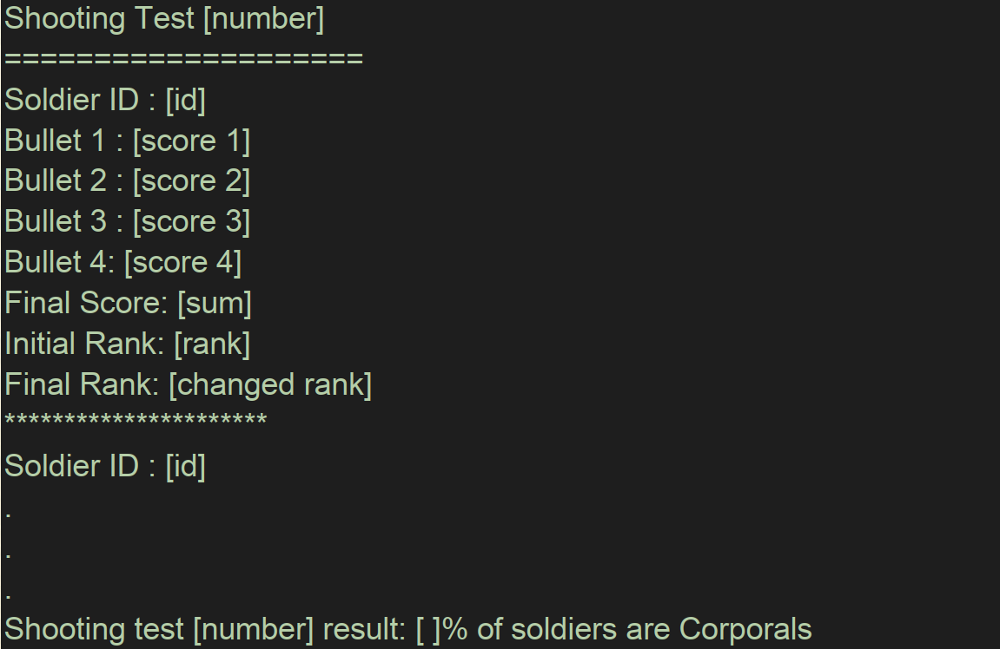 Shooting Test [number]
====================
Soldier ID : [id]
Bullet 1 : [score 1]
Bullet 2 : [score 2]
Bullet 3 : [score 3]
Bullet 4: [score 4]
Final Score: [sum]
Initial Rank: [rank]
Final Rank: [changed rank]
**********************
Soldier ID : [id]
.
.
.
Shooting test [number] result: [ ]% of soldiers are Corporals